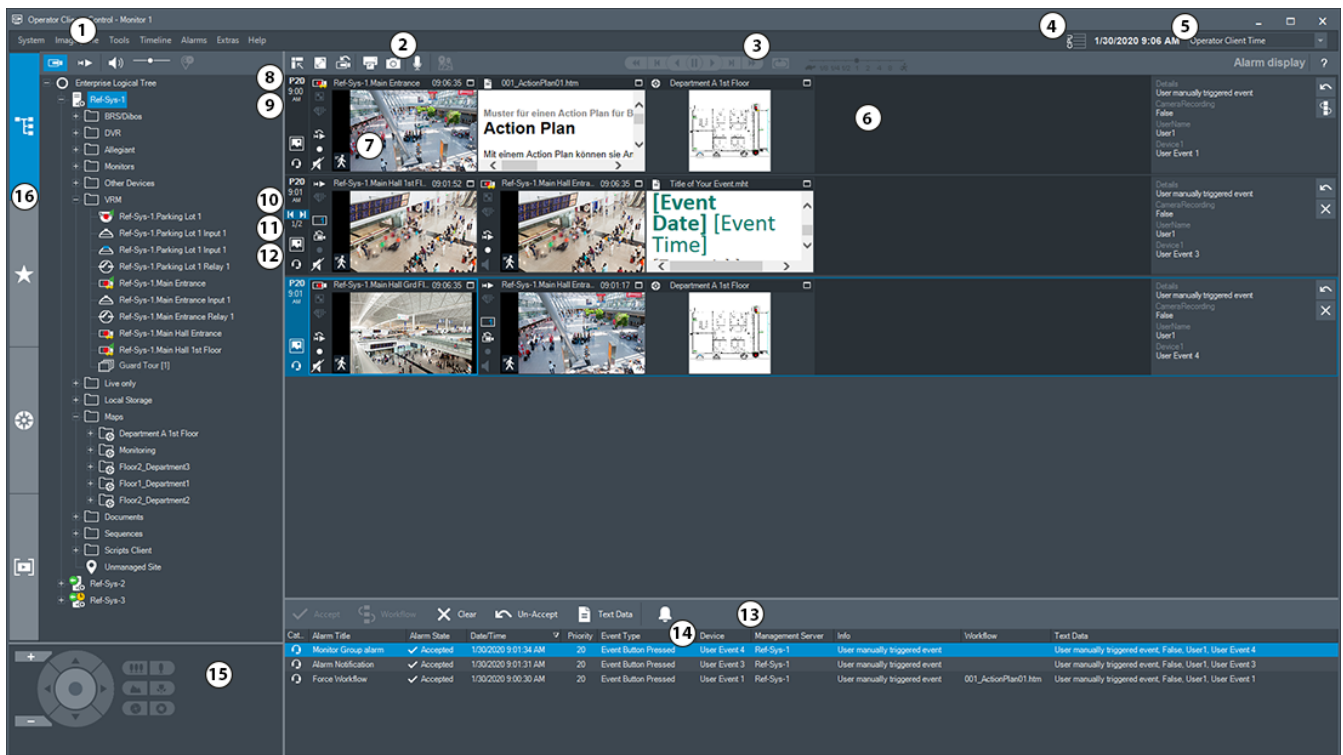 Operator Client
Control - Monitor 1
1
4
5
System
Tools
Timeline
Alarms
Extras
Help
2
3
1/30/2020 9:06 AM
Operator Client Time
Alarm display
?
16
Enterprise Logical Tree
Ref-Sys-1
BRS/Dibos
DVR
Allegiant
Monitors
Other Devices
VRM
Ref-Sys-1.Parking Lot 1
Ref-Sys-1.Parking Lot 1 Input 1
Ref-Sys-1.Parking Lot 1 Input 1
Ref-Sys-1.Parking Lot 1 Relay 1
Ref-Sys-1.Main Entrance
Ref-Sys-1.Main Entrance Input 1
Ref-Sys-1.Main Entrance Relay 1
Ref-Sys-1.Main Hall Entrance
Ref-Sys-1.Main Hall 1st Floor
Guard Tour [1]
Live only
Local Storage
Maps
Department A 1st Floor
Monitoring
Floor2_Department3
Floor1_Department1
Floor2_Department2
Documents
Sequences
Scripts Client
Unmanaged Site
Ref-Sys-2
Ref-Sys-3
8
9
10
11
12
P20
9:00
AM
Ref-Sys-1.Main Entrance 09:06:35
7
001_ActionPlan01.htm
Muster für einen Action Plan für B
Action Plan
Mit einem Action Plan können sie Ar
Department A 1st Floor
6
Details
User manually triggered event
CameraRecording
False
UserName
User1
Device1
User Event 1
P20
9:01
AM
1/2
Ref-Sys-1.Main Hall 1st Fl.. 09:01:52
Ref-Sys-1.Main Hall Entra.. 09:06:35
Title of Your Event.mht
[Event
Date] [Event
Time]
Details
User manually triggered event
CameraRecording
False
UserName
User1
Device1
User Event 3
P20
9:01
AM
Ref-Sys-1.Main Hall Grd Fl.. 09:06:35
Ref-Sys-1.Main Hall Entra.. 09:01:17
Department A 1st Floor
Details
User manually triggered event
CameraRecording
False
UserName
User1
Device1
User Event 4
Accept
Workflow
Clear
Un-Accept
Text Data
13
Cat.. Alarm Title Alarm State Date/Time Priority Event Type 14 Device Management Server Info Workflow Text Data
Monitor Group alarm Accepted 1/30/2020 9:01:34 AM 20 Event Button Pressed User Event 4 Ref-Sys-1 User manually triggered event User manually triggered event, False, User1, User Event 4
Alarm Notification Accepted 1/30/2020 9:01:31 AM 20 Event Button Pressed User Event 3 Ref-Sys-1 User manually triggered event User manually triggered event, False, User1, User Event 3
Force Workflow Accepted 1/30/2020 9:00:30 AM 20 Event Button Pressed User Event 1 Ref-Sys-1 User manually triggered event 001_ActionPlan01.htm User manually triggered event, False, User1, User Event 1
15